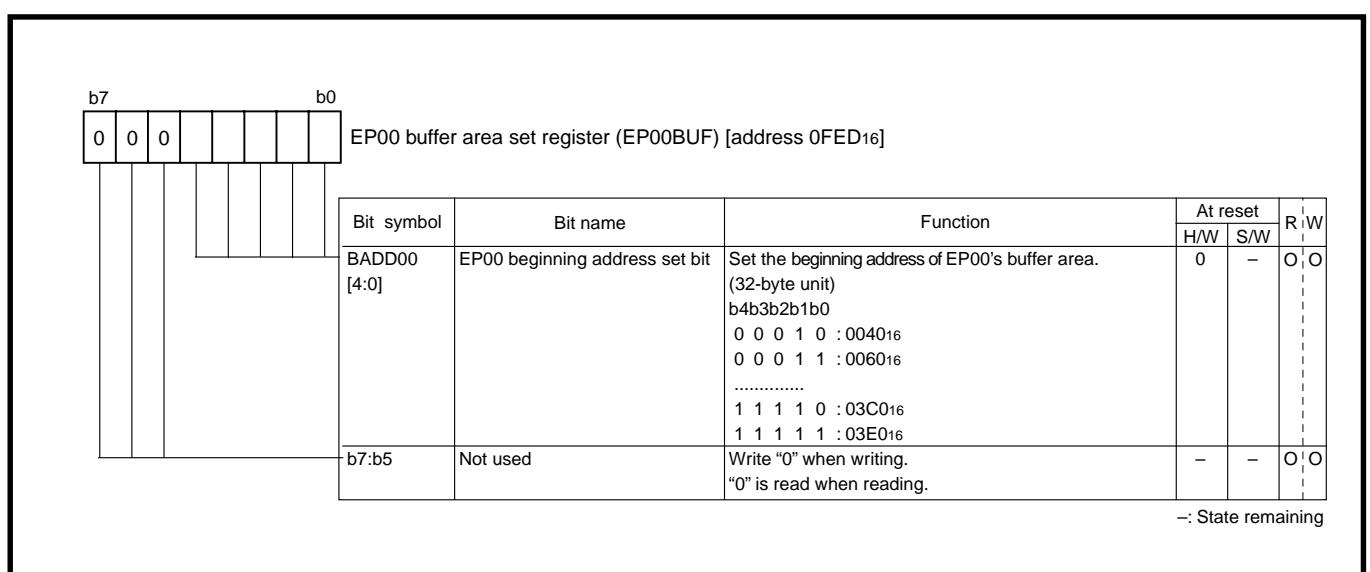 b7 b0
0 0 0
EP00 buffer area set register (EP00BUF) [address 0FED16]
Bit symbol Bit name Function At reset R W
H/W S/W
BADD00 EP00 beginning address set bit Set the beginning address of EP00's buffer area. 0 – O O
[4:0] (32-byte unit)
b4b3b2b1b0
0 0 0 1 0 : 004016
0 0 0 1 1 : 006016
..............
1 1 1 1 0 : 03C016
1 1 1 1 1 : 03E016
b7:b5 Not used Write “0” when writing. – – O O
“0” is read when reading.
–: State remaining